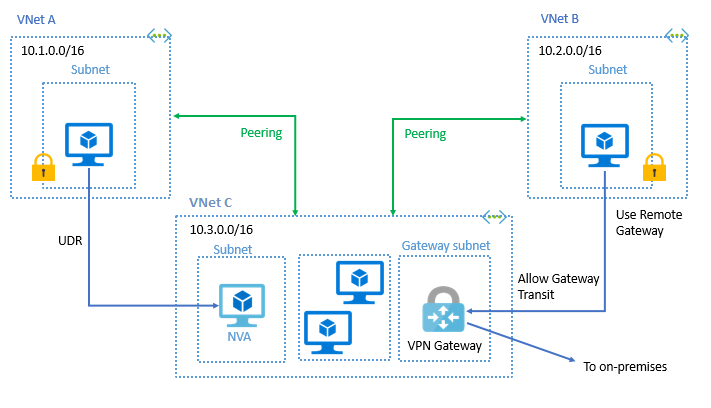 VNet A
VNet B
10.1.0.0/16
10.2.0.0/16
Subnet
Subnet
Peering
Peering
VNet C
Use Remote
Gateway
10.3.0.0/16
UDR
Subnet
Gateway subnet
Allow Gateway
Transit
NVA
VPN Gateway
To on-premises